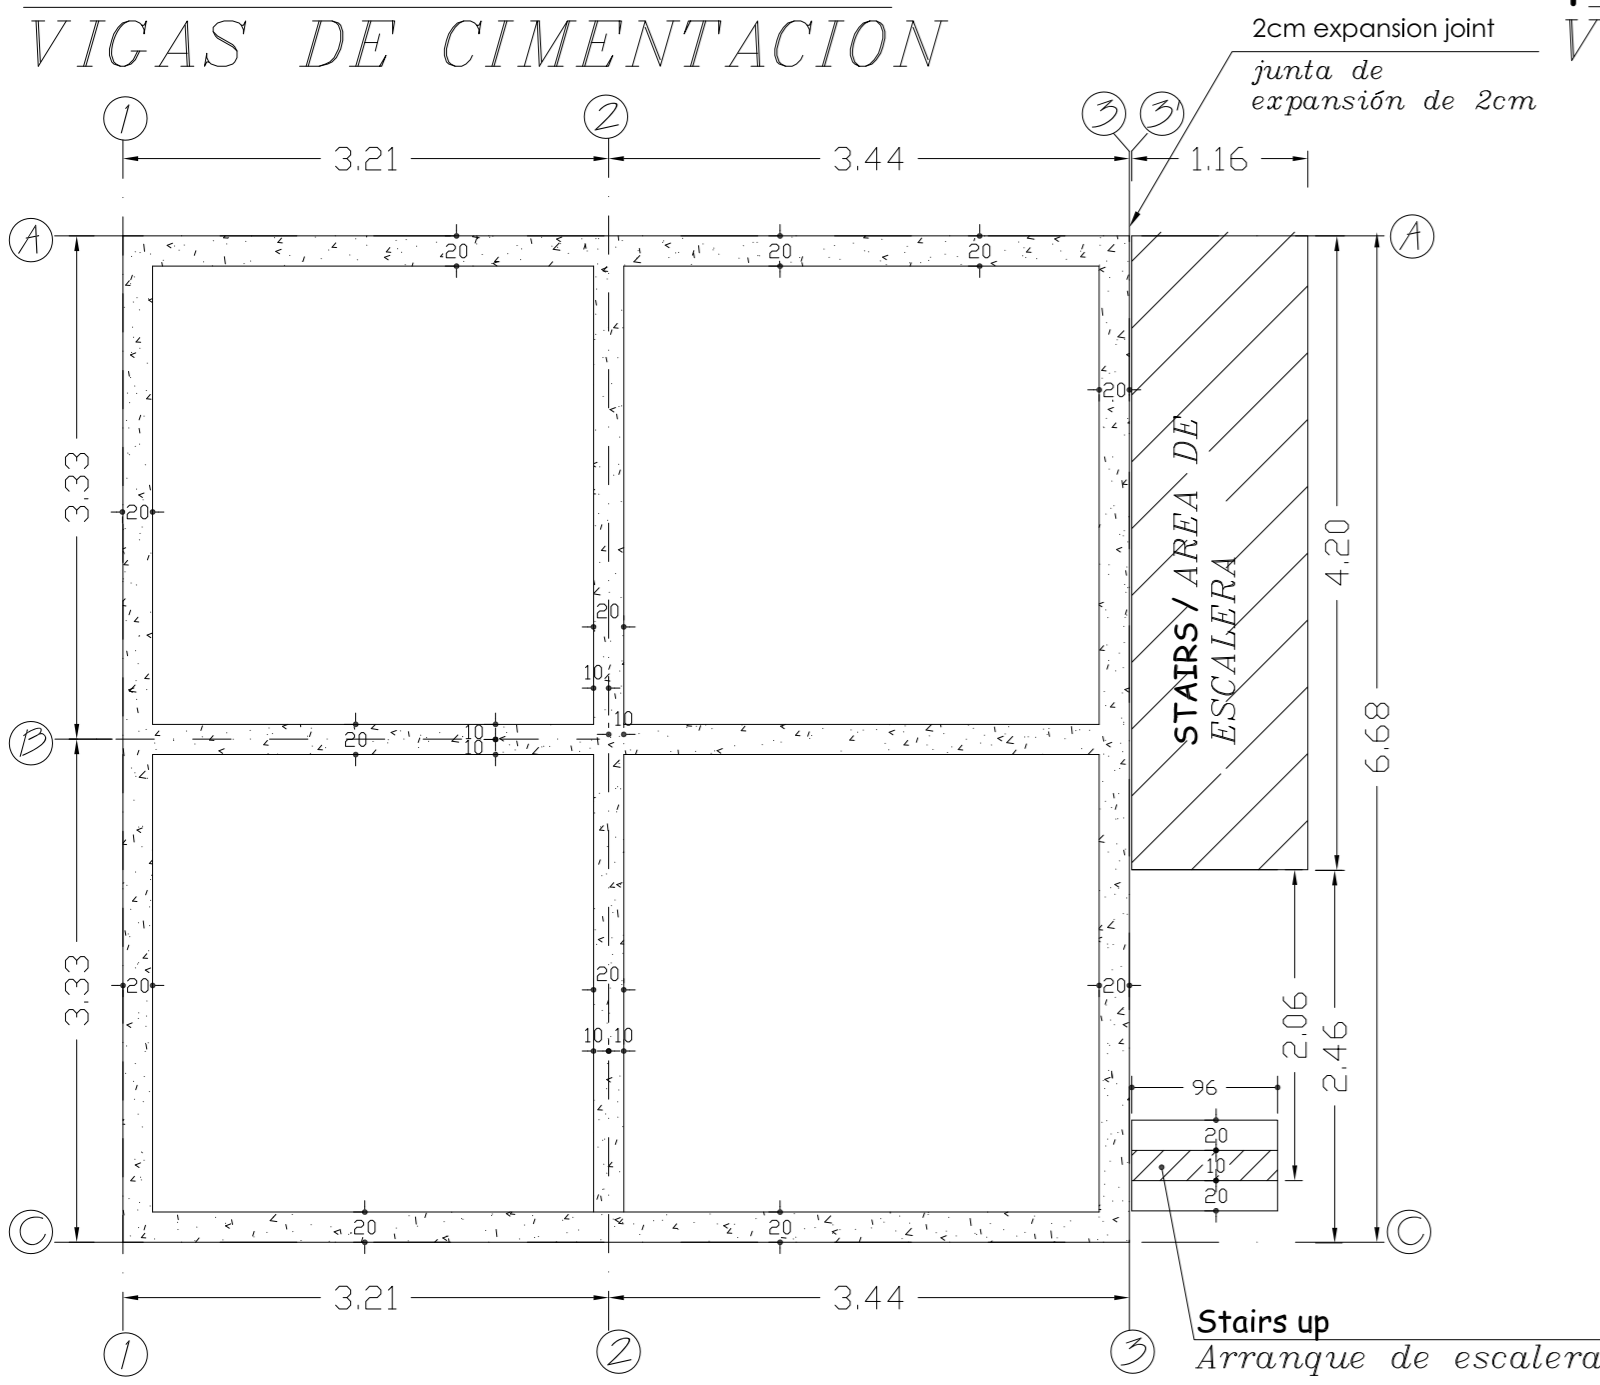 VIGAS DE CIMENTACION
V
2cm expansion joint
junta de
expansión de 2cm
1
2
3
3'
3.21
3.44
1.16
A
A
20
20
20
20
3.33
20
STAIRS / AREA DE
ESCALERA
4.20
20
10
10
B
20
10
10
6.68
3.33
20
20
20
10
10
2.06
2.46
96
20
10
20
C
20
20
C
3.21
3.44
1
2
3
Stairs up
Arranque de escalera